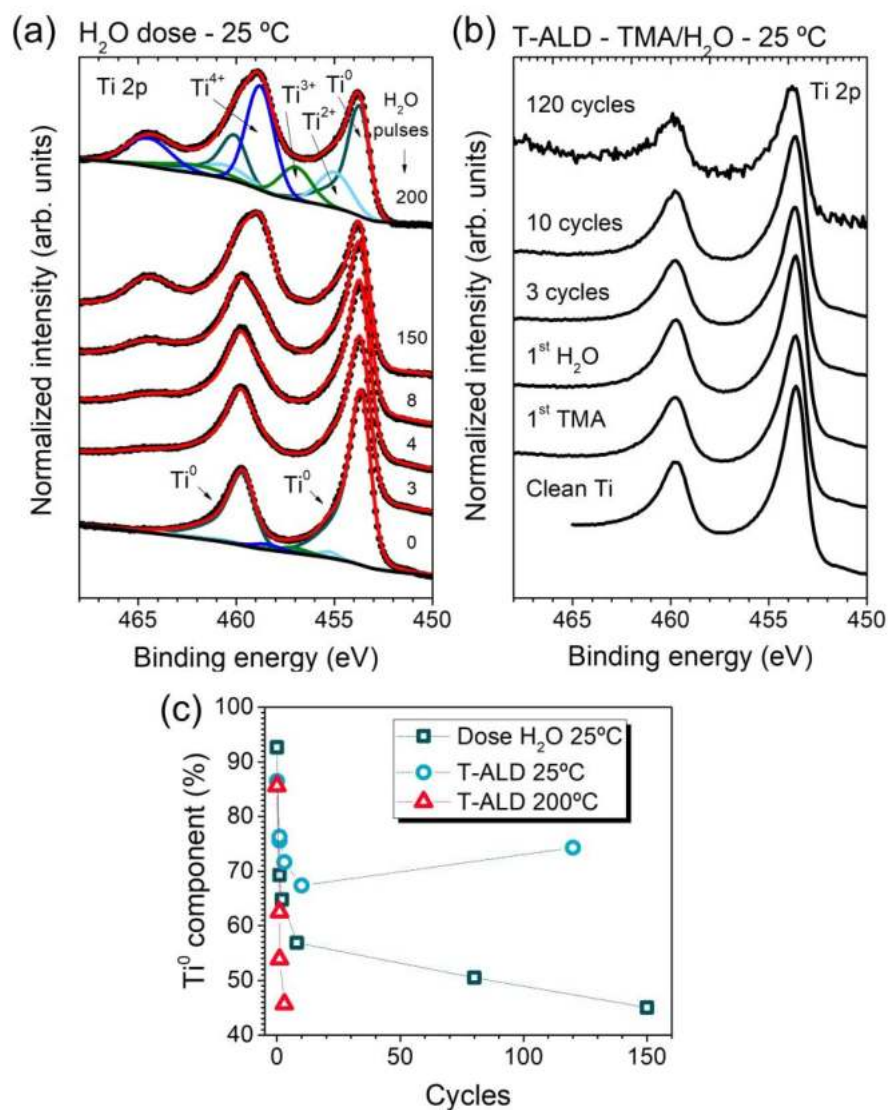 (a) H₂O dose - 25 ºC
Ti 2p
Ti⁴⁺
Ti³⁺
Ti²⁺
Ti⁰
H₂O
pulses
200
150
8
4
3
0
Ti⁰
Ti⁰
Normalized intensity (arb. units)
465 460 455 450
Binding energy (eV)
(b) T-ALD - TMA/H₂O - 25 ºC
Ti 2p
120 cycles
10 cycles
3 cycles
1ˢᵗ H₂O
1ˢᵗ TMA
Clean Ti
Normalized intensity (arb. units)
465 460 455 450
Binding energy (eV)
(c)
100
90
80
70
60
50
40
Ti⁰ component (%)
Dose H₂O 25ºC
T-ALD 25ºC
T-ALD 200ºC
0 50 100 150
Cycles